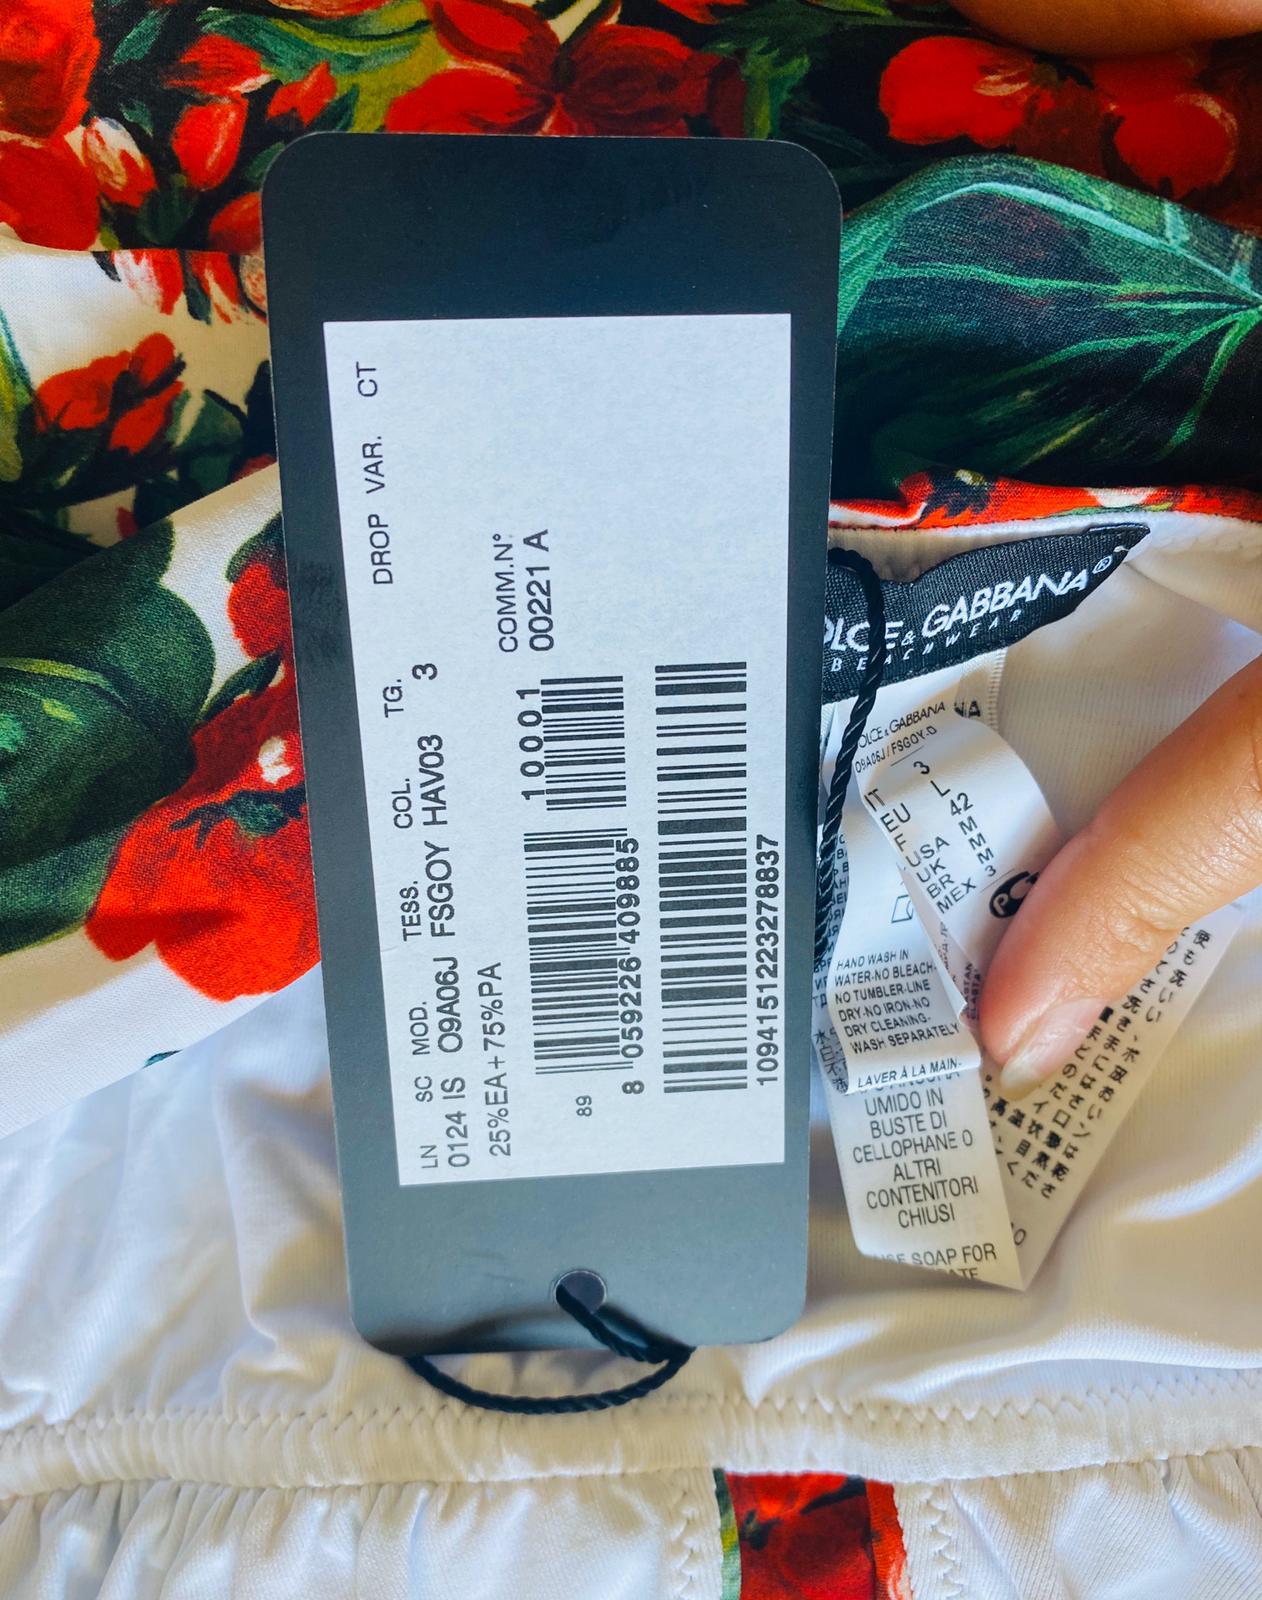 LN SC MOD. TESS. COL. TG. DROP VAR. CT
0124 IS O9A06J FSGOY HAV03 3
25%EA+75%PA
COMM.N°
00221 A
89
10001
8 059226 409885
1094151223278837
DOLCE & GABBANA®
BEACHWEAR
DOLCE & GABBANA
O9A06J / FSGOY-D
IT 3
EU L
F 42
USA M
UK M
BR M
MEX 3
HAND WASH IN
WATER-NO BLEACH-
NO TUMBLER-LINE
DRY-NO IRON-NO
DRY CLEANING-
WASH SEPARATELY
LAVER À LA MAIN-
UMIDO IN
BUSTE DI
CELLOPHANE O
ALTRI
CONTENITORI
CHIUSI
SOAP FOR